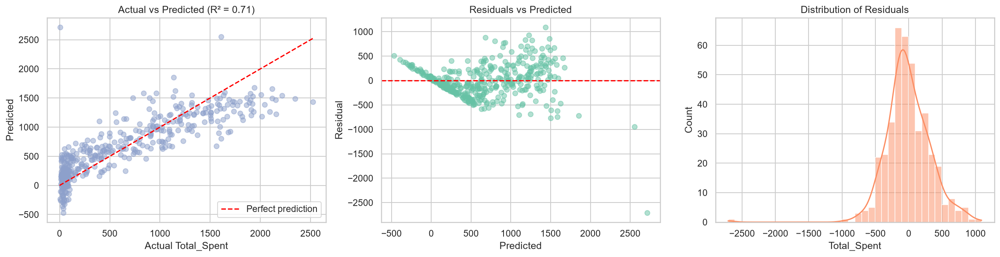 Actual vs Predicted (R² = 0.71)
Predicted
2500
2000
1500
1000
500
0
−500
Perfect prediction
0 500 1000 1500 2000 2500
Actual Total_Spent
Residuals vs Predicted
Residual
1000
500
0
−500
−1000
−1500
−2000
−2500
−500 0 500 1000 1500 2000 2500
Predicted
Distribution of Residuals
Count
60
50
40
30
20
10
0
−2500 −2000 −1500 −1000 −500 0 500 1000
Total_Spent